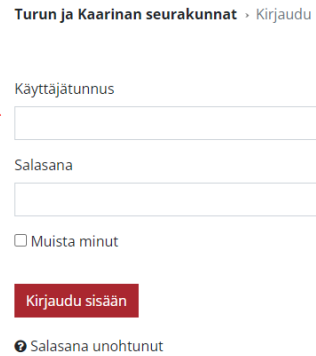 Turun ja Kaarinan seurakunnat › Kirjaudu
Käyttäjätunnus
Salasana
Muista minut
Kirjaudu sisään
Salasana unohtunut